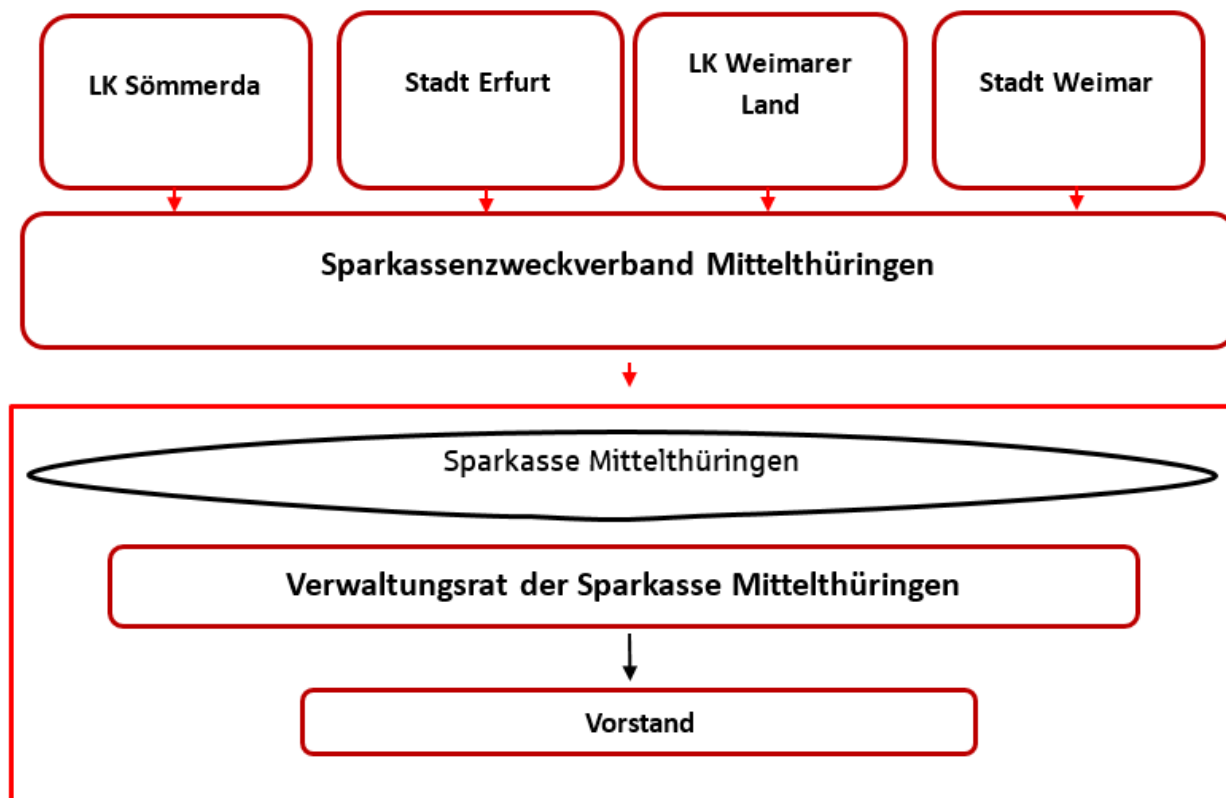 LK Sömmerda
Stadt Erfurt
LK Weimarer
Land
Stadt Weimar
Sparkassenzweckverband Mittelthüringen
Sparkasse Mittelthüringen
Verwaltungsrat der Sparkasse Mittelthüringen
Vorstand